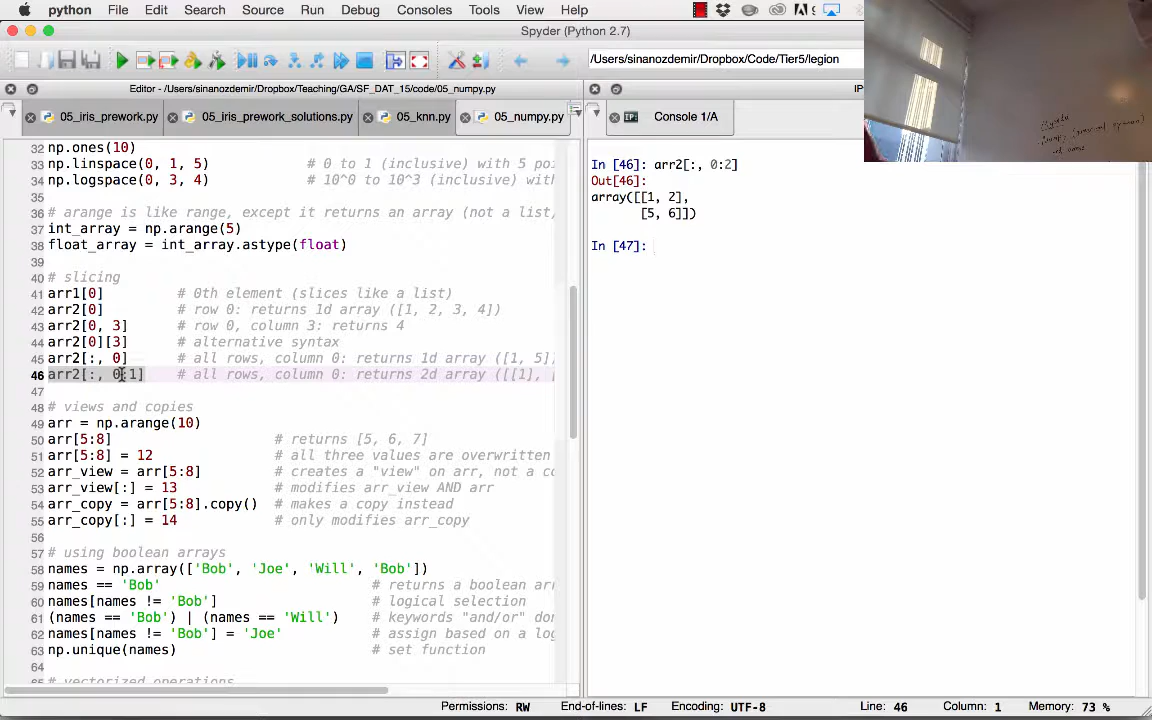 python File Edit Search Source Run Debug Consoles Tools View Help
Spyder (Python 2.7)
/Users/sinanozdemir/Dropbox/Code/Tier5/legion
Editor - /Users/sinanozdemir/Dropbox/Teaching/GA/SF_DAT_15/code/05_numpy.py
05_iris_prework.py 05_iris_prework_solutions.py 05_knn.py 05_numpy.py
Console 1/A
32 np.ones(10)
33 np.linspace(0, 1, 5) # 0 to 1 (inclusive) with 5 poi
34 np.logspace(0, 3, 4) # 10^0 to 10^3 (inclusive) with
35
36 # arange is like range, except it returns an array (not a list,
37 int_array = np.arange(5)
38 float_array = int_array.astype(float)
39
40 # slicing
41 arr1[0] # 0th element (slices like a list)
42 arr2[0] # row 0: returns 1d array ([1, 2, 3, 4])
43 arr2[0, 3] # row 0, column 3: returns 4
44 arr2[0][3] # alternative syntax
45 arr2[:, 0] # all rows, column 0: returns 1d array ([1, 5])
46 arr2[:, 0:1] # all rows, column 0: returns 2d array ([[1], [
47
48 # views and copies
49 arr = np.arange(10)
50 arr[5:8] # returns [5, 6, 7]
51 arr[5:8] = 12 # all three values are overwritten
52 arr_view = arr[5:8] # creates a "view" on arr, not a co
53 arr_view[:] = 13 # modifies arr_view AND arr
54 arr_copy = arr[5:8].copy() # makes a copy instead
55 arr_copy[:] = 14 # only modifies arr_copy
56
57 # using boolean arrays
58 names = np.array(['Bob', 'Joe', 'Will', 'Bob'])
59 names == 'Bob' # returns a boolean arr
60 names[names != 'Bob'] # logical selection
61 (names == 'Bob') | (names == 'Will') # keywords "and/or" don
62 names[names != 'Bob'] = 'Joe' # assign based on a log
63 np.unique(names) # set function
64
65 # vectorized operations
In [46]: arr2[:, 0:2]
Out[46]:
array([[1, 2],
[5, 6]])
In [47]:
Permissions: RW End-of-lines: LF Encoding: UTF-8 Line: 46 Column: 1 Memory: 73 %